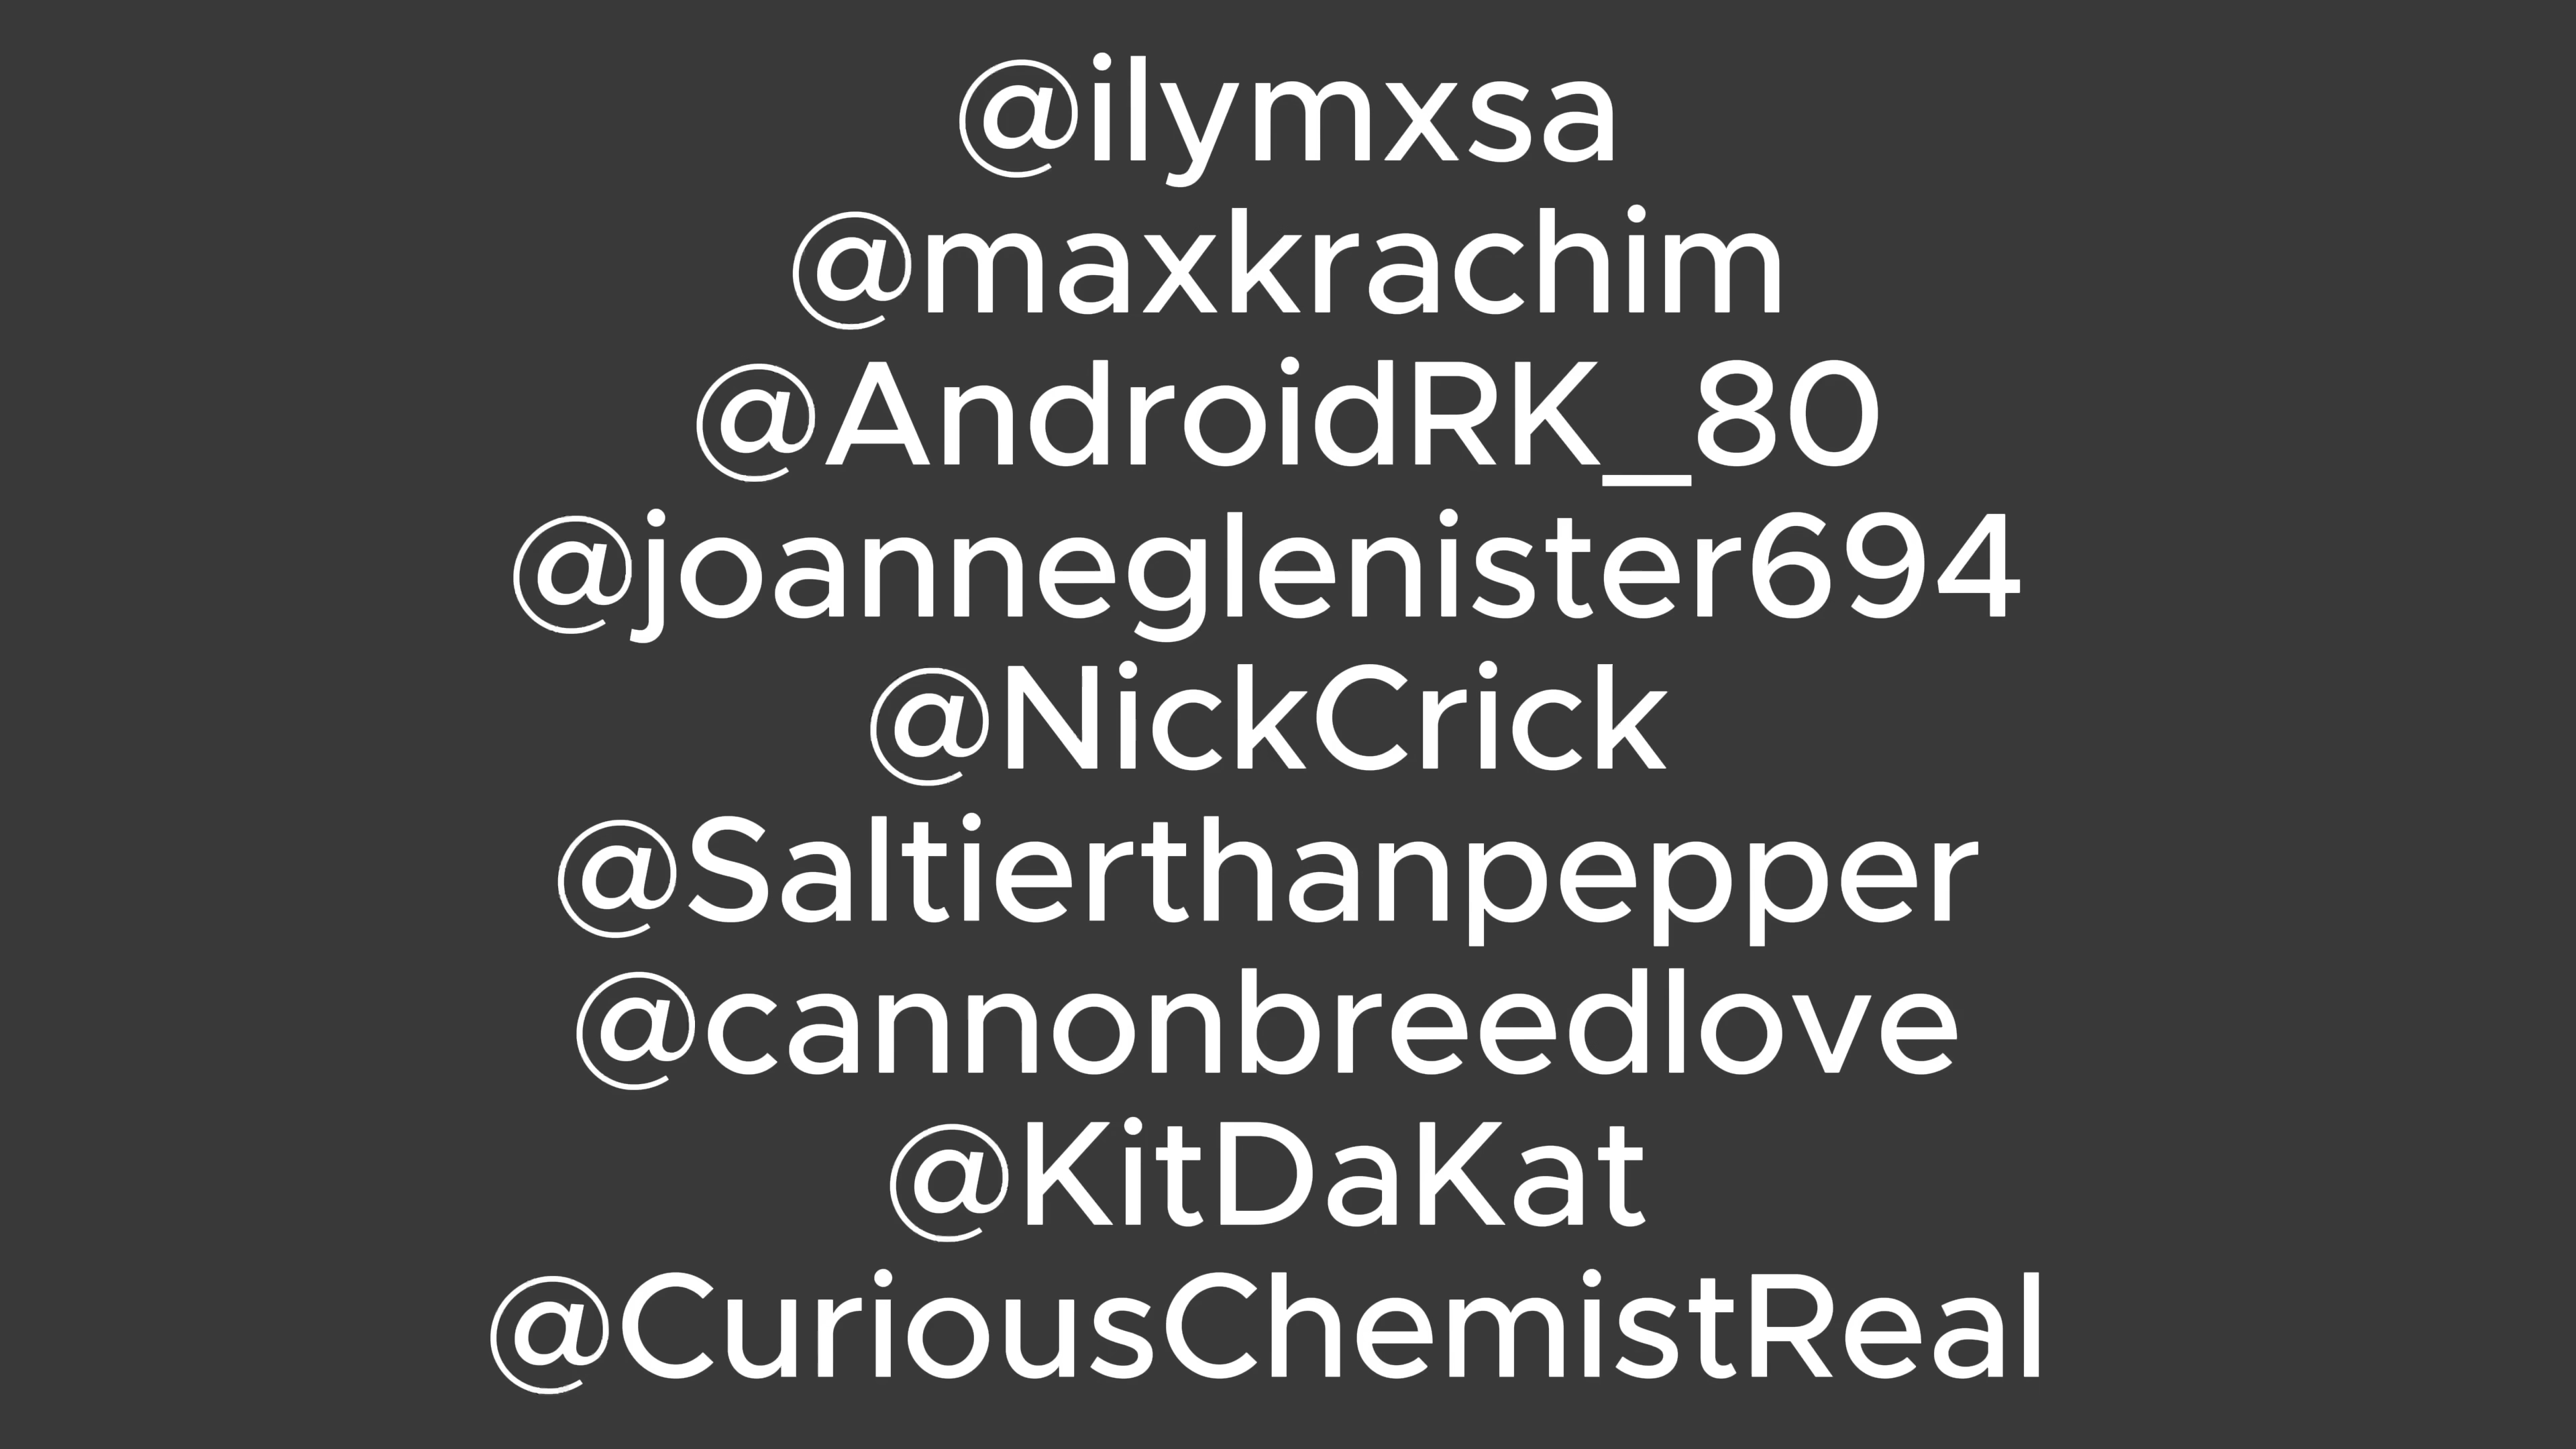 @ilymxsa
@maxkrachim
@AndroidRK_80
@joanneglenister694
@NickCrick
@Saltierthanpepper
@cannonbreedlove
@KitDaKat
@CuriousChemistReal